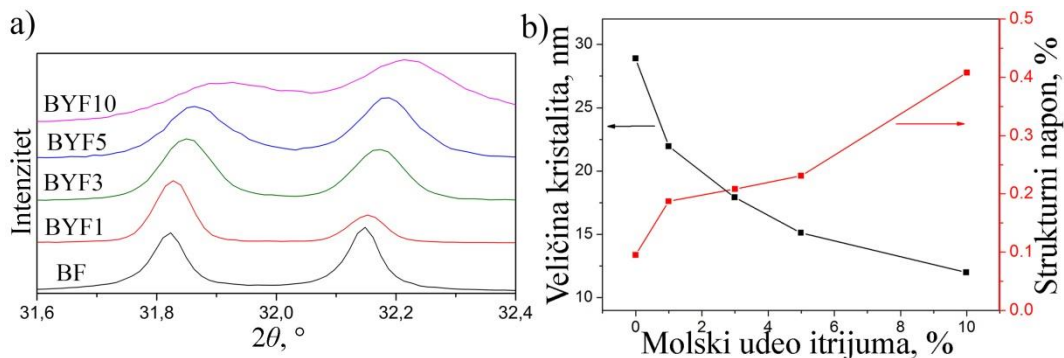 a)
Intenzitet
BYF10
BYF5
BYF3
BYF1
BF
31,6 31,8 32,0 32,2 32,4
2θ, °
b)
Veličina kristalita, nm
30
25
20
15
10
0 2 4 6 8 10
Molski udeo itrijuma, %
0.5
0.4
0.3
0.2
0.1
0.0
Strukturni napon, %